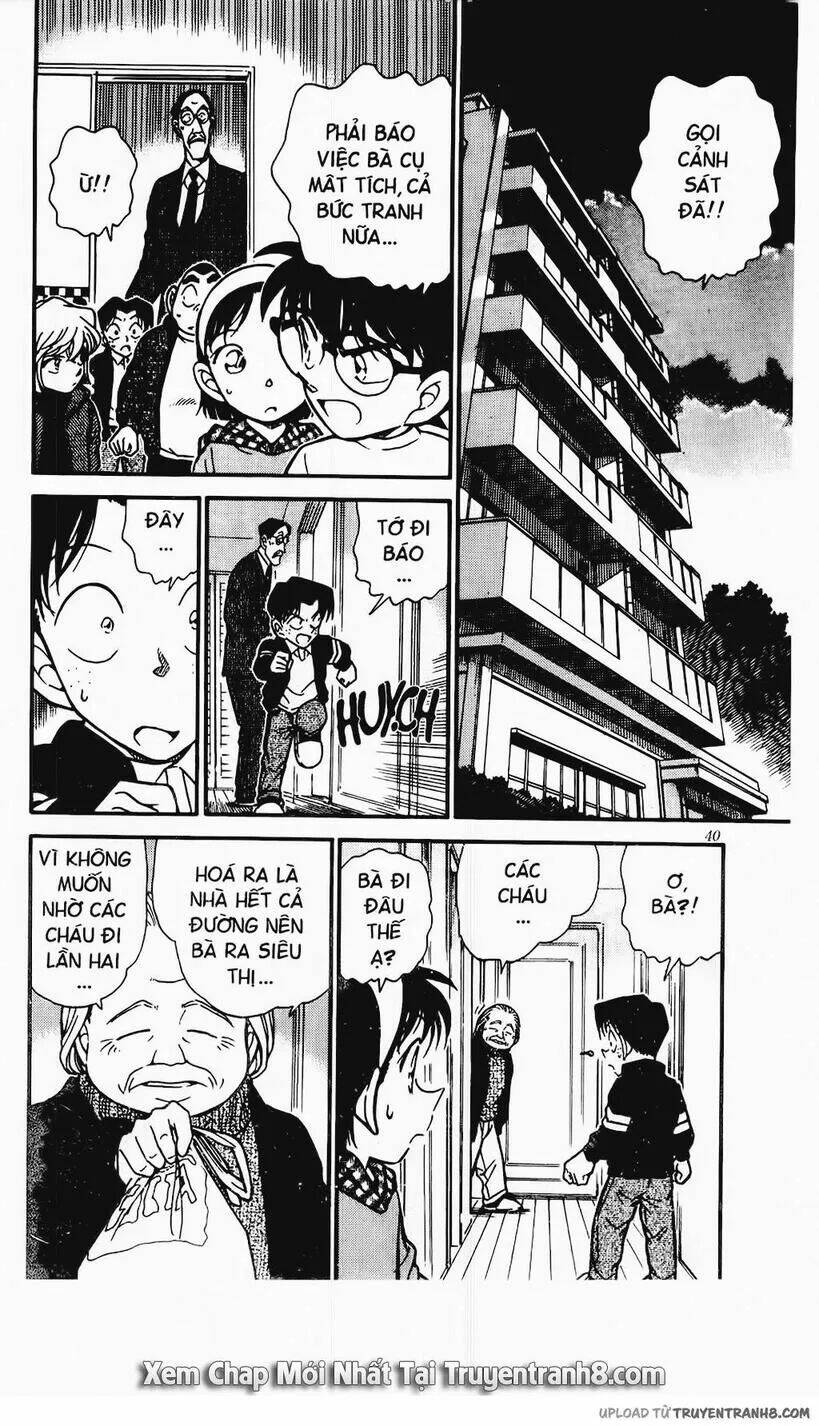 GỌI
CẢNH
SÁT
ĐÃ!!
PHẢI BÁO
VIỆC BÀ CỤ
MÂT TÍCH, CẢ
BỨC TRANH
NỮA...
Ừ!!
TỚ ĐI
BÁO
...
HUỴCH
ĐÂY
...
40
Ơ,
BÀ?!
CÁC
CHÁU
...
BÀ ĐI
ĐÂU
THẾ
Ạ?
HOÁ RA LÀ
NHÀ HẾT CẢ
ĐƯỜNG NÊN
BÀ RA SIÊU
THỊ...
VÌ KHÔNG
MUỐN
NHỜ CÁC
CHÁU ĐI
LẦN HAI
...
Xem Chap Mới Nhất Tại Truyentranh8.com
UPLOAD TỪ TRUYENTRANH8.COM